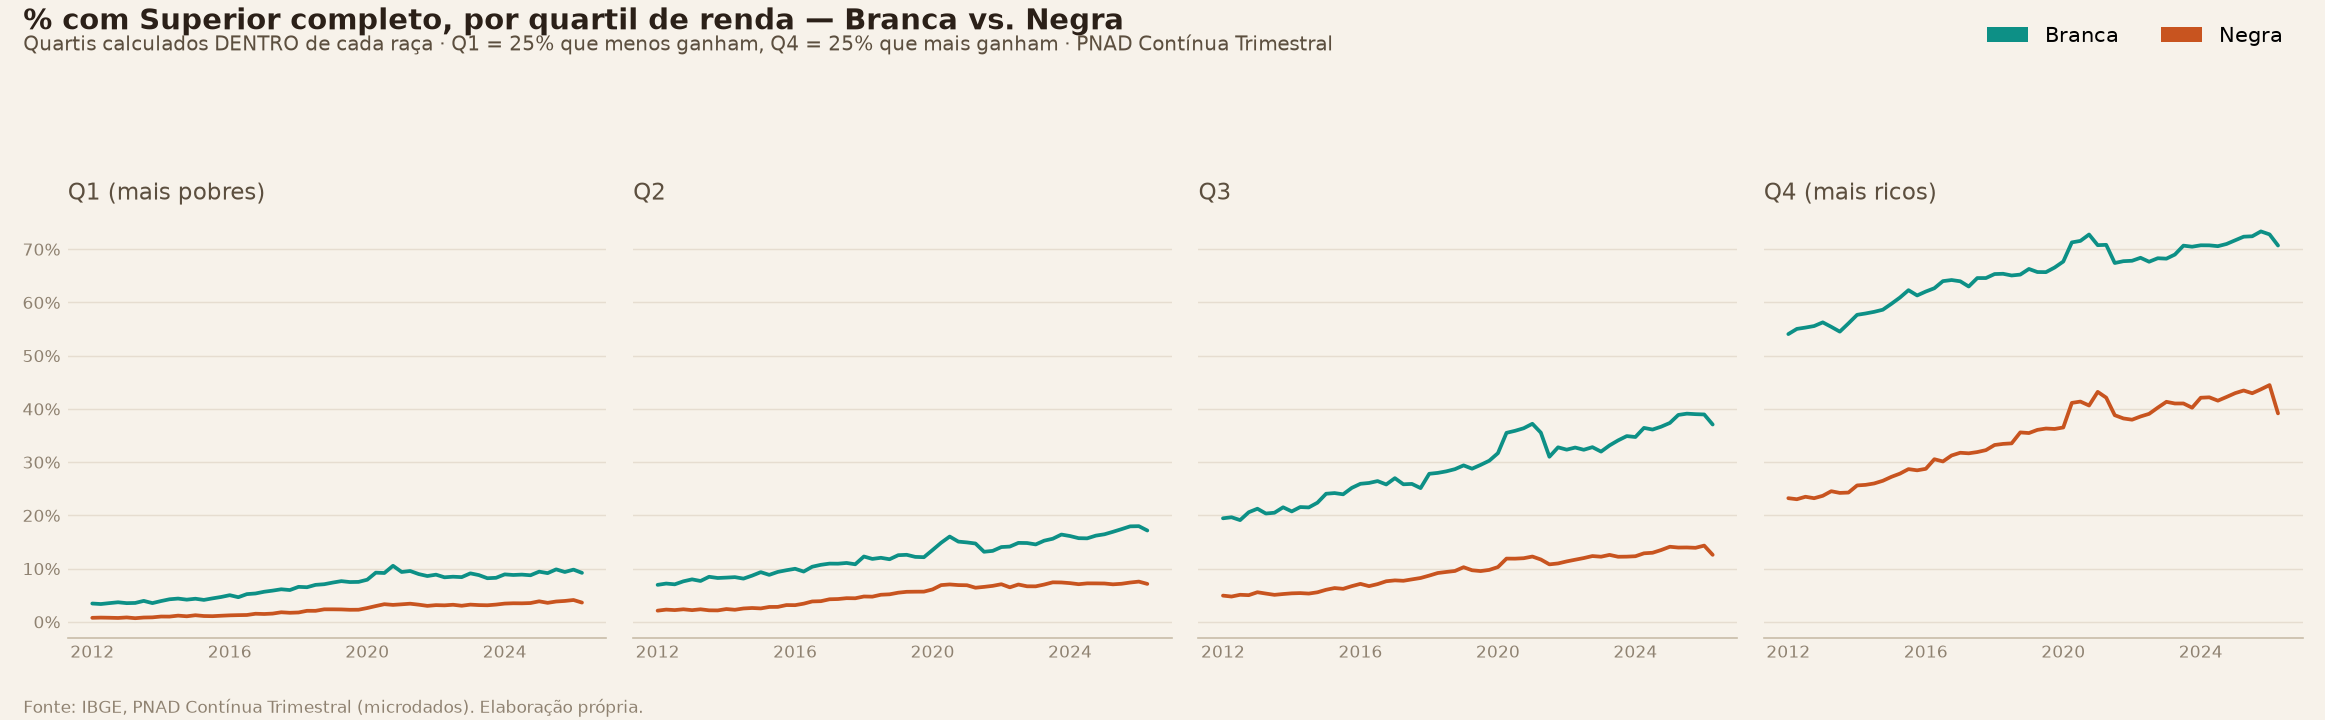 % com Superior completo, por quartil de renda — Branca vs. Negra
Quartis calculados DENTRO de cada raça · Q1 = 25% que menos ganham, Q4 = 25% que mais ganham · PNAD Contínua Trimestral
Branca Negra
Q1 (mais pobres) Q2 Q3 Q4 (mais ricos)
70%
60%
50%
40%
30%
20%
10%
0%
2012 2016 2020 2024 2012 2016 2020 2024 2012 2016 2020 2024 2012 2016 2020 2024
Fonte: IBGE, PNAD Contínua Trimestral (microdados). Elaboração própria.